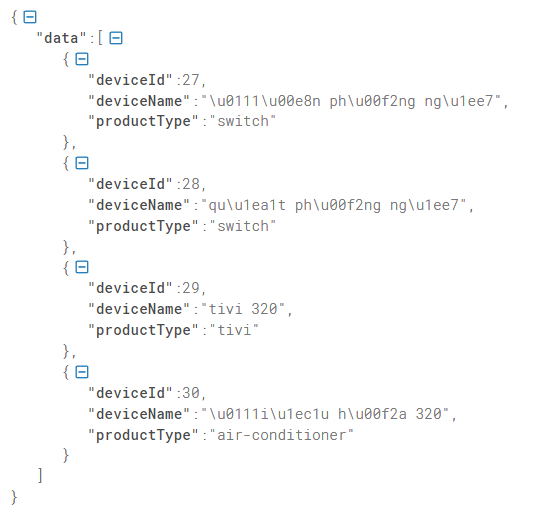 {
"data":[
{
"deviceId":27,
"deviceName":"\u0111\u00e8n ph\u00f2ng ng\u1ee7",
"productType":"switch"
},
{
"deviceId":28,
"deviceName":"qu\u1ea1t ph\u00f2ng ng\u1ee7",
"productType":"switch"
},
{
"deviceId":29,
"deviceName":"tivi 320",
"productType":"tivi"
},
{
"deviceId":30,
"deviceName":"\u0111i\u1ec1u h\u00f2a 320",
"productType":"air-conditioner"
}
]
}